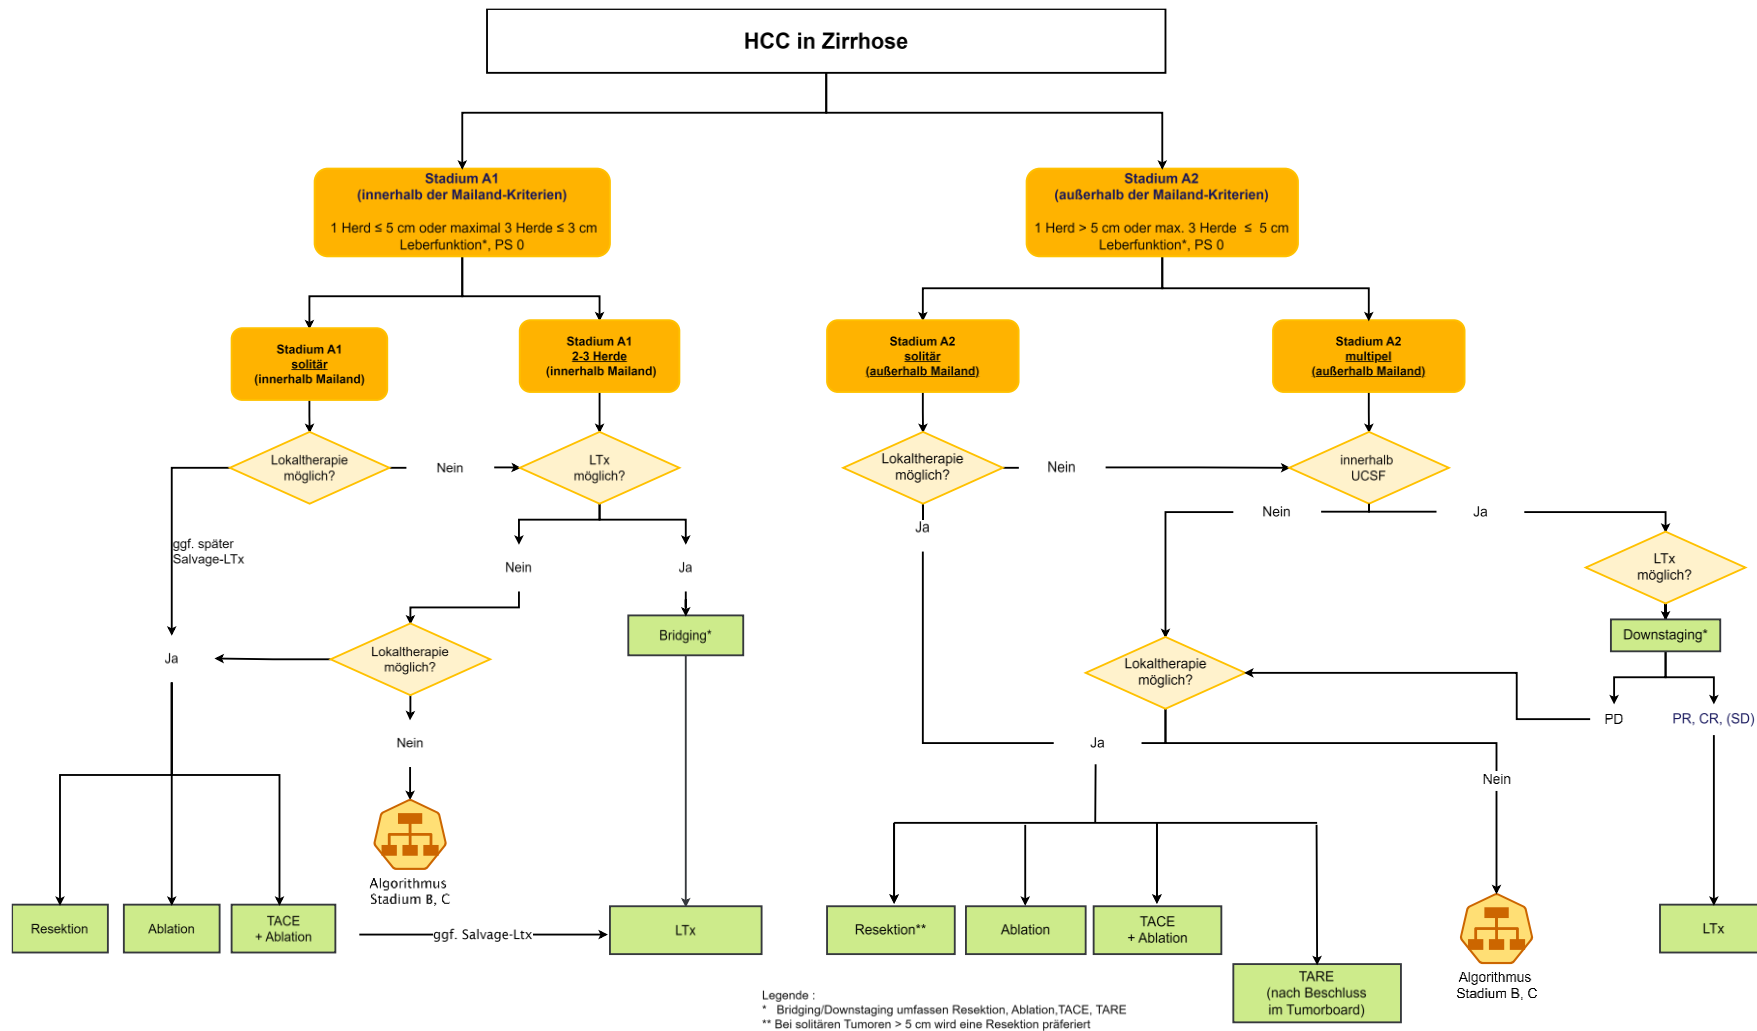 HCC in Zirrhose
Stadium A1
(innerhalb der Mailand-Kriterien)
1 Herd ≤ 5 cm oder maximal 3 Herde ≤ 3 cm
Leberfunktion*, PS 0
Stadium A2
(außerhalb der Mailand-Kriterien)
1 Herd > 5 cm oder max. 3 Herde ≤ 5 cm
Leberfunktion*, PS 0
Stadium A1
solitär
(innerhalb Mailand)
Stadium A1
2-3 Herde
(innerhalb Mailand)
Stadium A2
solitär
(außerhalb Mailand)
Stadium A2
multipel
(außerhalb Mailand)
Lokaltherapie
möglich?
Nein
LTx
möglich?
Lokaltherapie
möglich?
Nein
innerhalb
UCSF
Ja
Nein
Ja
ggf. später
Salvage-LTx
Nein
Ja
LTx
möglich?
Bridging*
Downstaging*
Ja
Lokaltherapie
möglich?
Lokaltherapie
möglich?
PD
PR, CR, (SD)
Nein
Ja
Nein
Algorithmus
Stadium B, C
Resektion
Ablation
TACE
+ Ablation
ggf. Salvage-Ltx
LTx
Resektion**
Ablation
TACE
+ Ablation
TARE
(nach Beschluss
im Tumorboard)
Algorithmus
Stadium B, C
LTx
Legende :
* Bridging/Downstaging umfassen Resektion, Ablation,TACE, TARE
** Bei solitären Tumoren > 5 cm wird eine Resektion präferiert